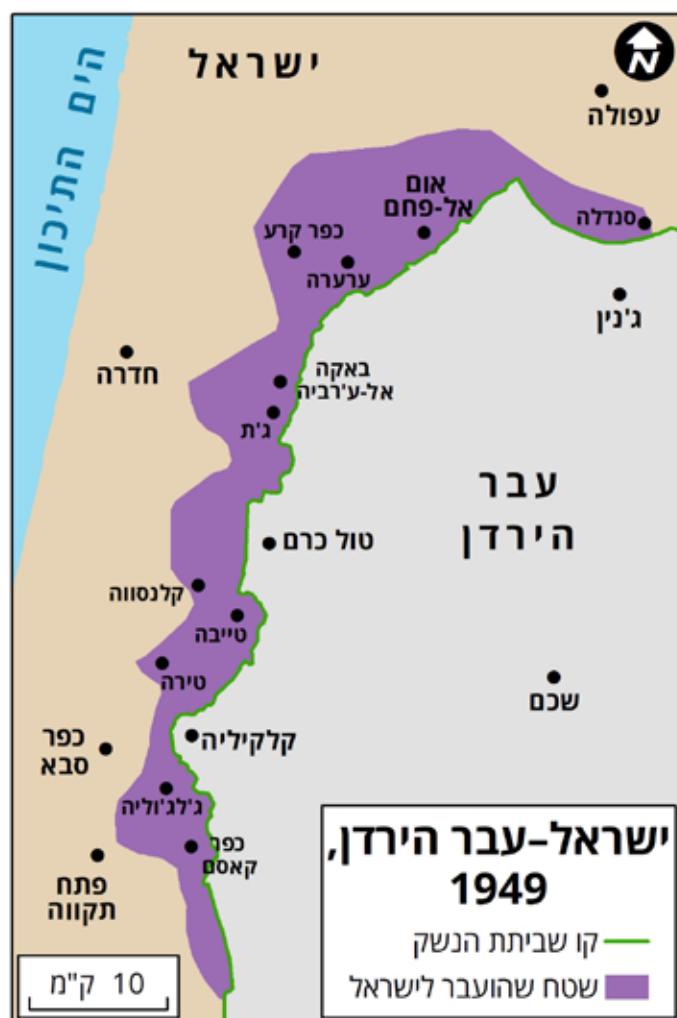 הים התיכון
ישראל
N
עפולה
אום
אל-פחם
סנדלה
כפר קרע
ערערה
ג'נין
חדרה
באקה
אל-ע'רביה
ג'ת
עבר
הירדן
טול כרם
קלנסווה
טייבה
טירה
שכם
קלקיליה
כפר
סבא
ג'לג'וליה
כפר
קאסם
פתח
תקווה
ישראל–עבר הירדן,
1949
קו שביתת הנשק
שטח שהועבר לישראל
10 ק"מ